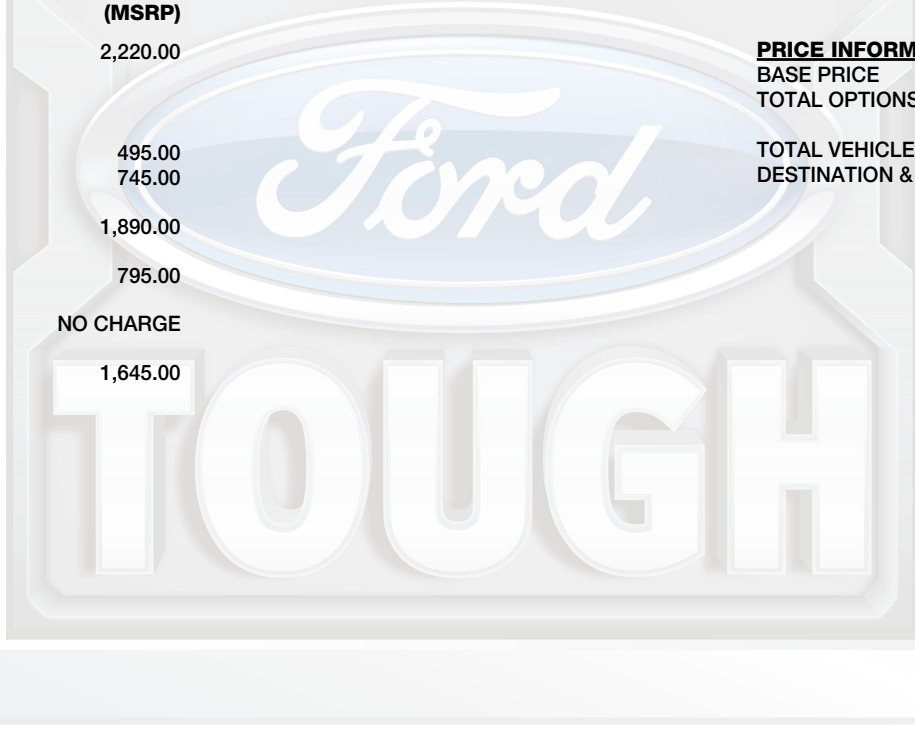 (MSRP)
2,220.00
495.00
745.00
1,890.00
795.00
NO CHARGE
1,645.00
PRICE INFORM
BASE PRICE
TOTAL OPTIONS
TOTAL VEHICLE
DESTINATION &
Ford
TOUGH